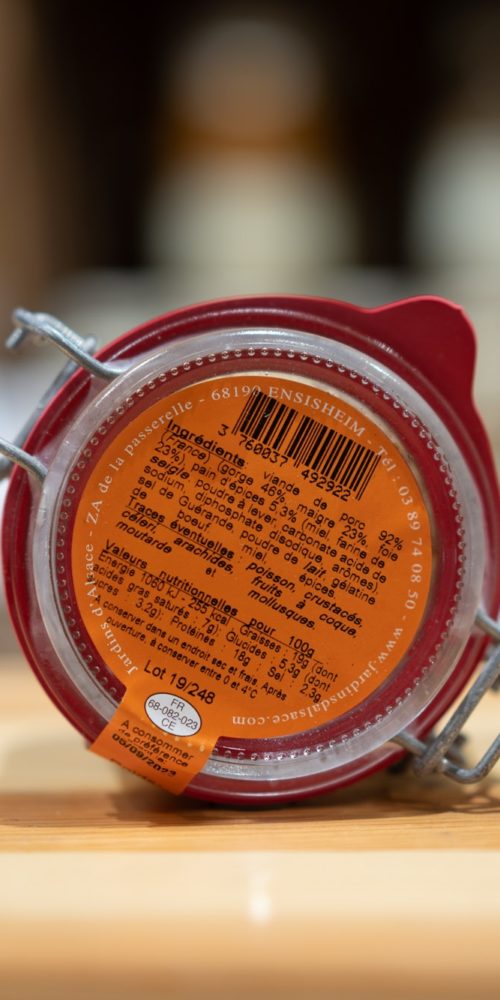 Jardins d'Alsace - ZA de la passerelle - 68190 ENSISHEIM - Tél : 03 89 74 08 50 - www.jardinsdalsace.com
3 760037 492922
Ingrédients : viande de porc 92%
(France) (gorge 46%, maigre 23%, foie
23%), pain d'épices 5.3% (miel, farine de
seigle, poudre à lever, carbonate acide de
sodium, diphosphate disodique, arômes),
sel de Guérande, poudre de lait, gélatine
de boeuf, miel, épices.
Traces éventuelles : poisson, crustacés,
céleri, arachides, fruits à coque,
moutarde et mollusques.
Valeurs nutritionnelles pour 100g :
Energie 1060 kJ - 255 kcal Graisses : 19g (dont
acides gras saturés : 7g) Glucides : 5.3g (dont
sucres : 3.2g): Protéines : 18g : Sel : 2.3g
conserver dans un endroit sec et frais. Après
ouverture, à conserver entre 0 et 4°C
Lot 19/248
FR
68-082-023
CE
A consommer
de préférence
05/09/2023